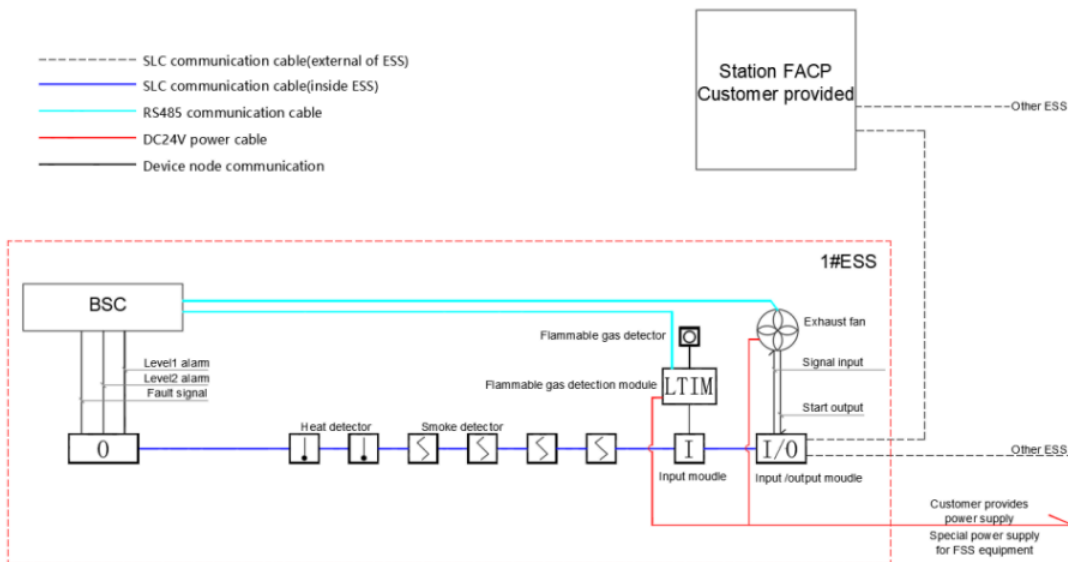 SLC communication cable(external of ESS)
SLC communication cable(inside ESS)
RS485 communication cable
DC24V power cable
Device node communication
Station FACP
Customer provided
Other ESS
1#ESS
BSC
Exhaust fan
Flammable gas detector
Level1 alarm
Level2 alarm
Fault signal
Flammable gas detection module
LTIM
Signal input
Start output
Heat detector
Smoke detector
O
I
I/O
Other ESS
Input moudle
Input /output moudle
Customer provides
power supply
Special power supply
for FSS equipment